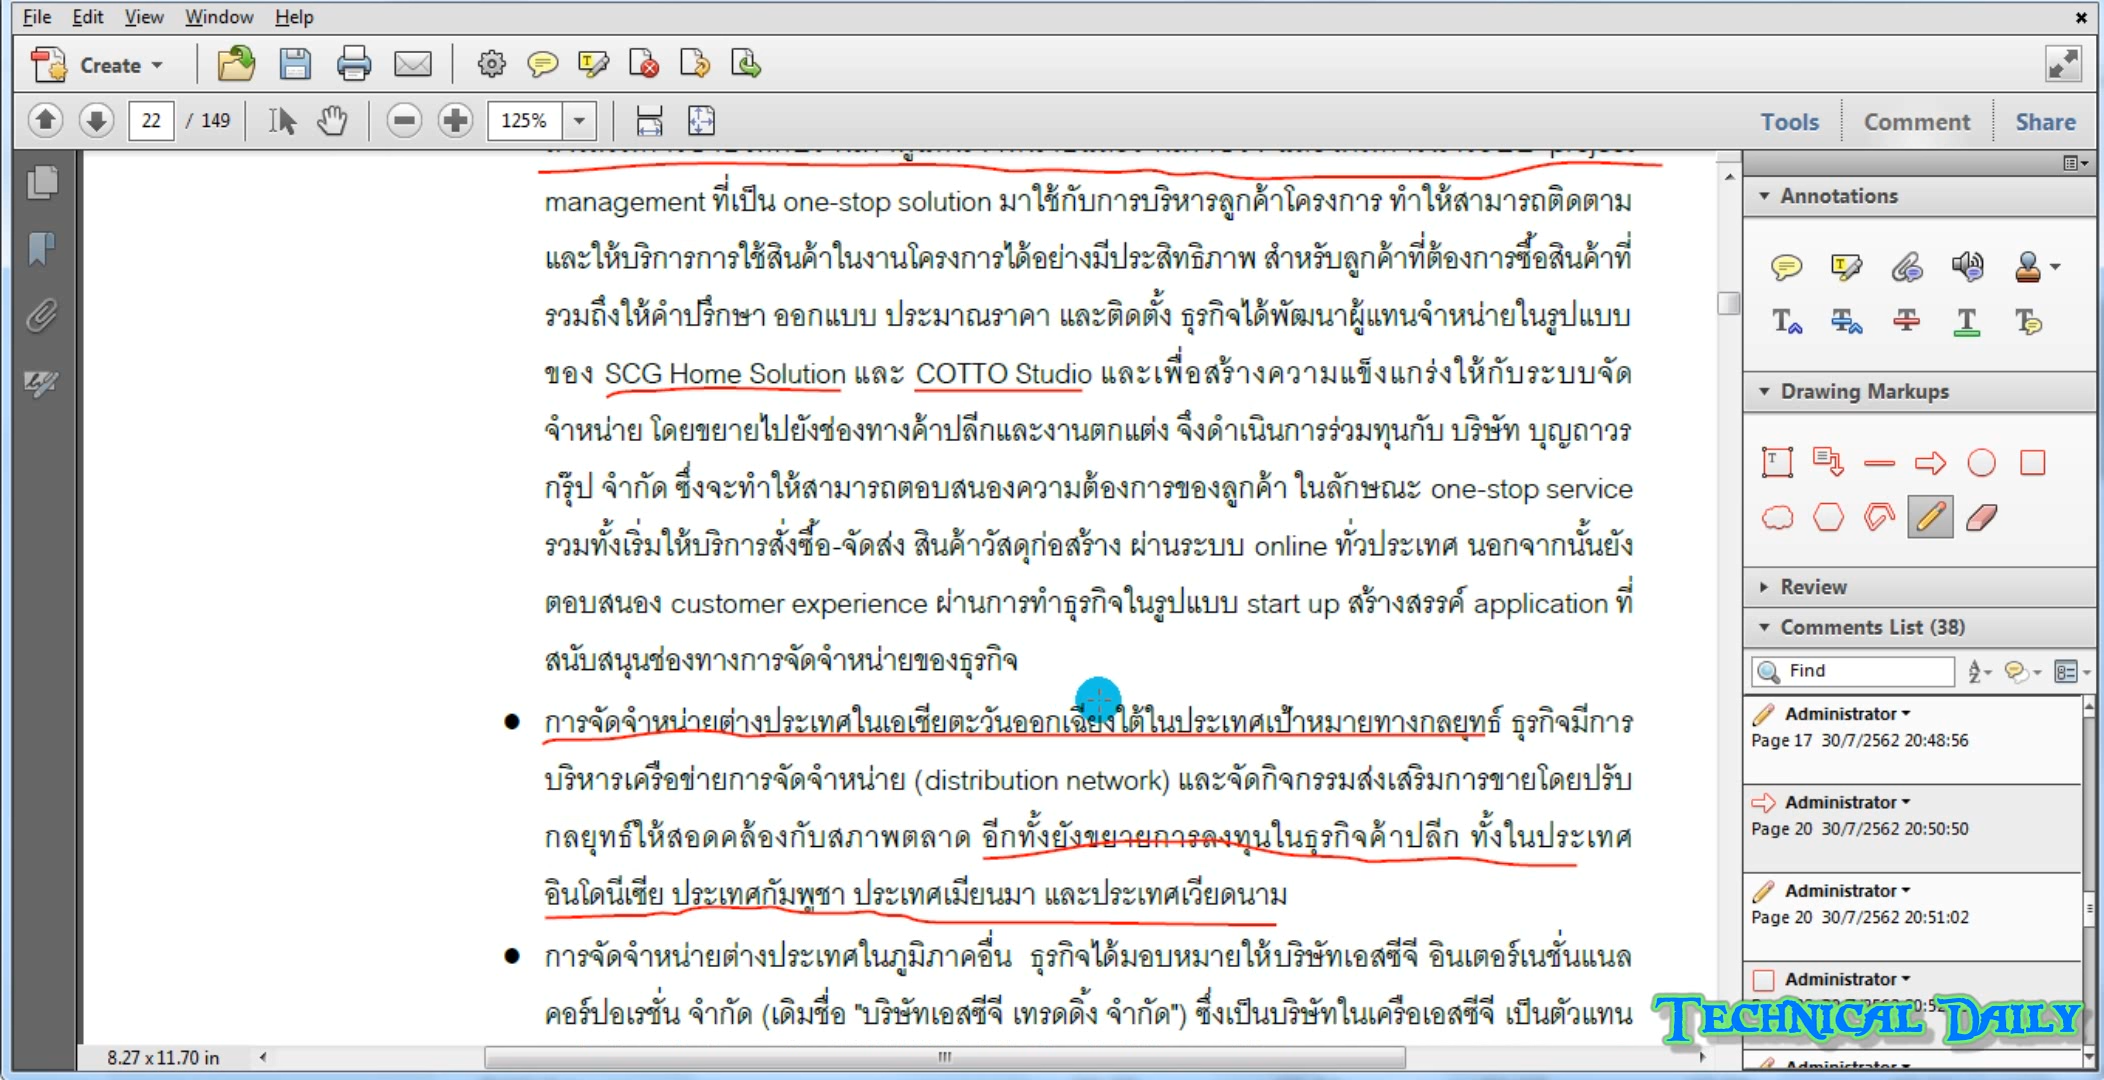 File Edit View Window Help
Create
22 / 149 125% Tools Comment Share
project
management ที่เป็น one-stop solution มาใช้กับการบริหารลูกค้าโครงการ ทำให้สามารถติดตาม
และให้บริการการใช้สินค้าในงานโครงการได้อย่างมีประสิทธิภาพ สำหรับลูกค้าที่ต้องการซื้อสินค้าที่
รวมถึงให้คำปรึกษา ออกแบบ ประมาณราคา และติดตั้ง ธุรกิจได้พัฒนาผู้แทนจำหน่ายในรูปแบบ
ของ SCG Home Solution และ COTTO Studio และเพื่อสร้างความแข็งแกร่งให้กับระบบจัด
จำหน่าย โดยขยายไปยังช่องทางค้าปลีกและงานตกแต่ง จึงดำเนินการร่วมทุนกับ บริษัท บุญถาวร
กรุ๊ป จำกัด ซึ่งจะทำให้สามารถตอบสนองความต้องการของลูกค้า ในลักษณะ one-stop service
รวมทั้งเริ่มให้บริการสั่งซื้อ-จัดส่ง สินค้าวัสดุก่อสร้าง ผ่านระบบ online ทั่วประเทศ นอกจากนั้นยัง
ตอบสนอง customer experience ผ่านการทำธุรกิจในรูปแบบ start up สร้างสรรค์ application ที่
สนับสนุนช่องทางการจัดจำหน่ายของธุรกิจ
● การจัดจำหน่ายต่างประเทศในเอเชียตะวันออกเฉียงใต้ในประเทศเป้าหมายทางกลยุทธ์ ธุรกิจมีการ
บริหารเครือข่ายการจัดจำหน่าย (distribution network) และจัดกิจกรรมส่งเสริมการขายโดยปรับ
กลยุทธ์ให้สอดคล้องกับสภาพตลาด อีกทั้งยังขยายการลงทุนในธุรกิจค้าปลีก ทั้งในประเทศ
อินโดนีเซีย ประเทศกัมพูชา ประเทศเมียนมา และประเทศเวียดนาม
● การจัดจำหน่ายต่างประเทศในภูมิภาคอื่น ธุรกิจได้มอบหมายให้บริษัทเอสซีจี อินเตอร์เนชั่นแนล
คอร์ปอเรชั่น จำกัด (เดิมชื่อ "บริษัทเอสซีจี เทรดดิ้ง จำกัด") ซึ่งเป็นบริษัทในเครือเอสซีจี เป็นตัวแทน
8.27 x 11.70 in
Annotations
Drawing Markups
Review
Comments List (38)
Find
Administrator
Page 17 30/7/2562 20:48:56
Administrator
Page 20 30/7/2562 20:50:50
Administrator
Page 20 30/7/2562 20:51:02
Administrator
Technical Daily
Administrator